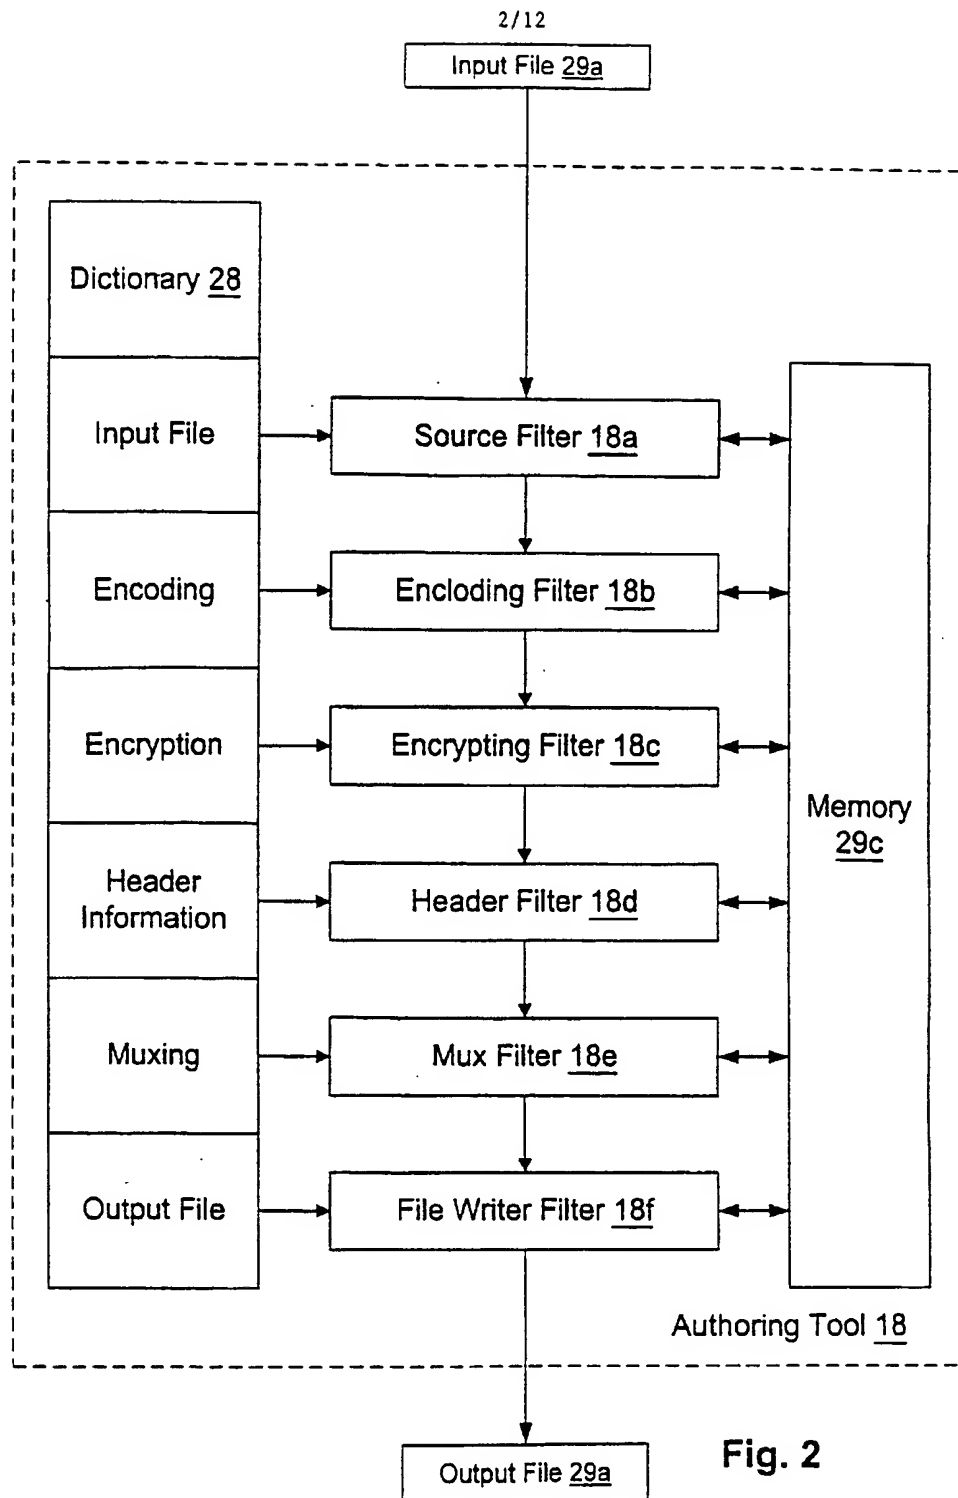 2/12
Input File 29a
Dictionary 28
Input File
Source Filter 18a
Encoding
Encloding Filter 18b
Encryption
Encrypting Filter 18c
Memory
29c
Header
Information
Header Filter 18d
Muxing
Mux Filter 18e
Output File
File Writer Filter 18f
Authoring Tool 18
Output File 29a
Fig. 2